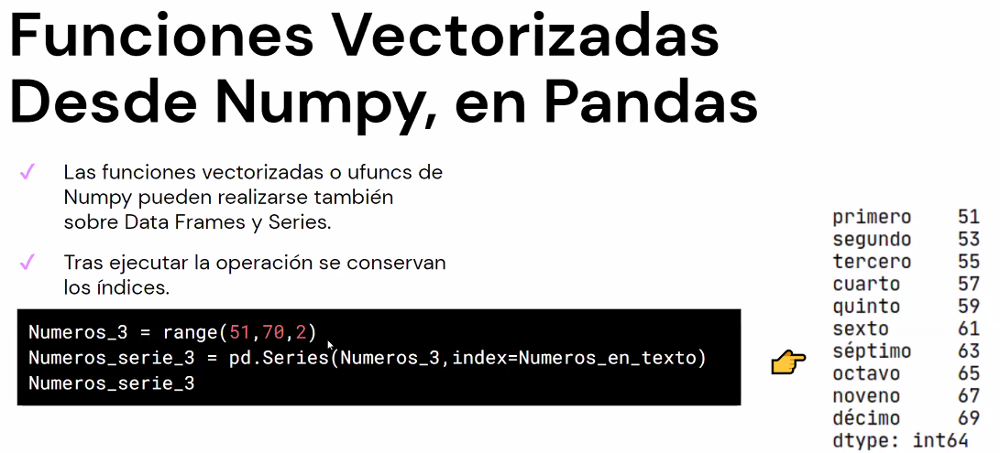 Funciones Vectorizadas
Desde Numpy, en Pandas
Las funciones vectorizadas o ufuncs de
Numpy pueden realizarse también
sobre Data Frames y Series.
Tras ejecutar la operación se conservan
los índices.
Numeros_3 = range(51,70,2)
Numeros_serie_3 = pd.Series(Numeros_3,index=Numeros_en_texto)
Numeros_serie_3
primero 51
segundo 53
tercero 55
cuarto 57
quinto 59
sexto 61
séptimo 63
octavo 65
noveno 67
décimo 69
dtype: int64